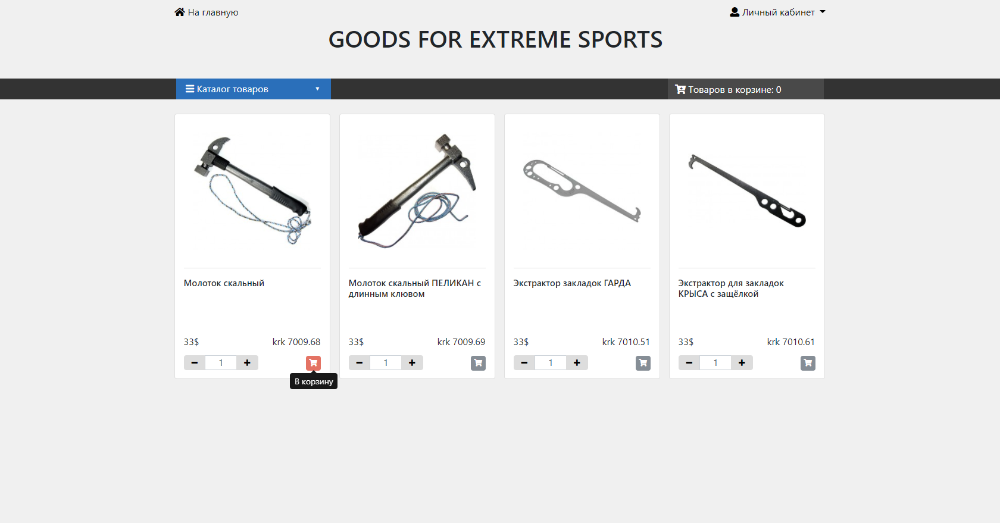 На главную
Личный кабинет
GOODS FOR EXTREME SPORTS
Каталог товаров
Товаров в корзине: 0
Молоток скальный
33$
krk 7009.68
1
В корзину
Молоток скальный ПЕЛИКАН с
длинным клювом
33$
krk 7009.69
1
Экстрактор закладок ГАРДА
33$
krk 7010.51
1
Экстрактор для закладок
КРЫСА с защёлкой
33$
krk 7010.61
1